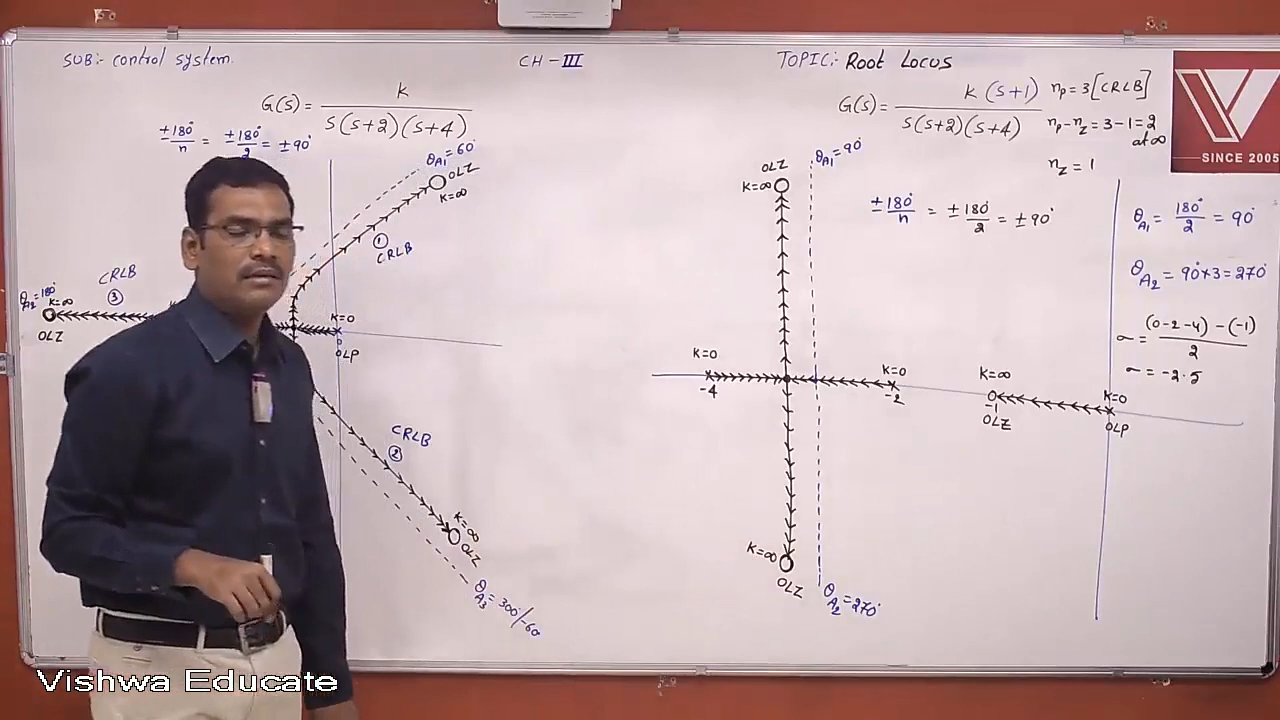 SUB:- control system.
CH - III
TOPIC:- Root Locus
G(s) = K / s(s+2)(s+4)
±180° / n = ±180° / 2 = ±90°
θA1 = 60°
OLZ
K=∞
① CRLB
CRLB
③
θA2 = 180°
K=∞
OLZ
K=0
0
OLP
CRLB
②
K=∞
OLZ
θA3 = 300°/-60
G(s) = K(s+1) / s(s+2)(s+4)
np = 3 [CRLB]
np - nz = 3 - 1 = 2
at ∞
nz = 1
SINCE 2005
OLZ
K=∞
θA1 = 90°
±180° / n = ±180° / 2 = ±90°
θA1 = 180° / 2 = 90°
θA2 = 90° × 3 = 270°
σ = (0-2-4) - (-1) / 2
σ = -2.5
K=0
-4
K=0
-2
K=∞
-1
OLZ
K=0
OLP
K=∞
OLZ
θA2 = 270°
Vishwa Educate